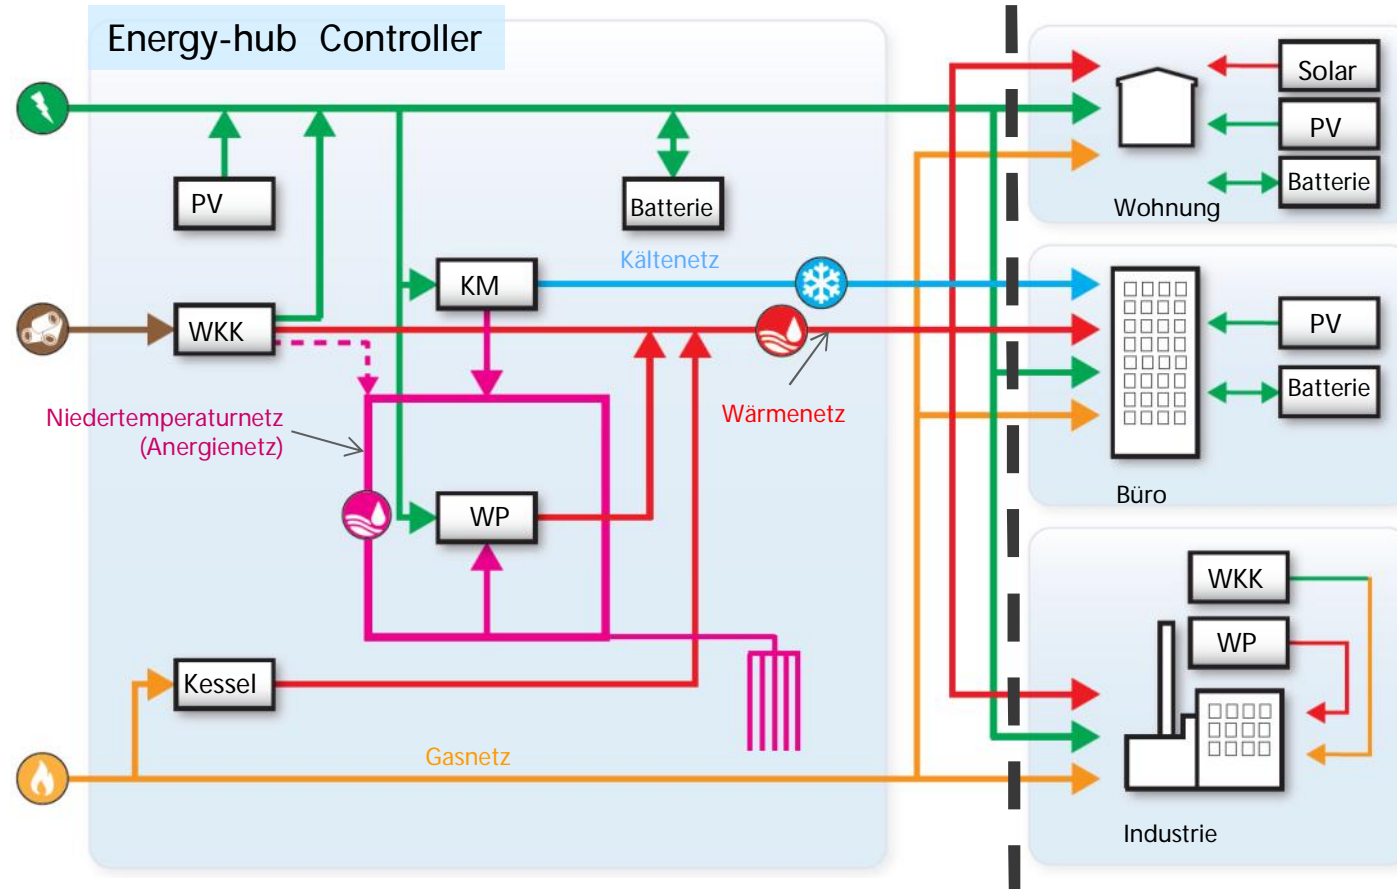 Energy-hub Controller
Solar
PV
Batterie
Wohnung
PV
Batterie
Kältenetz
KM
WKK
PV
Batterie
Niedertemperaturnetz
(Anergienetz)
Wärmenetz
WP
Büro
WKK
WP
Kessel
Gasnetz
Industrie